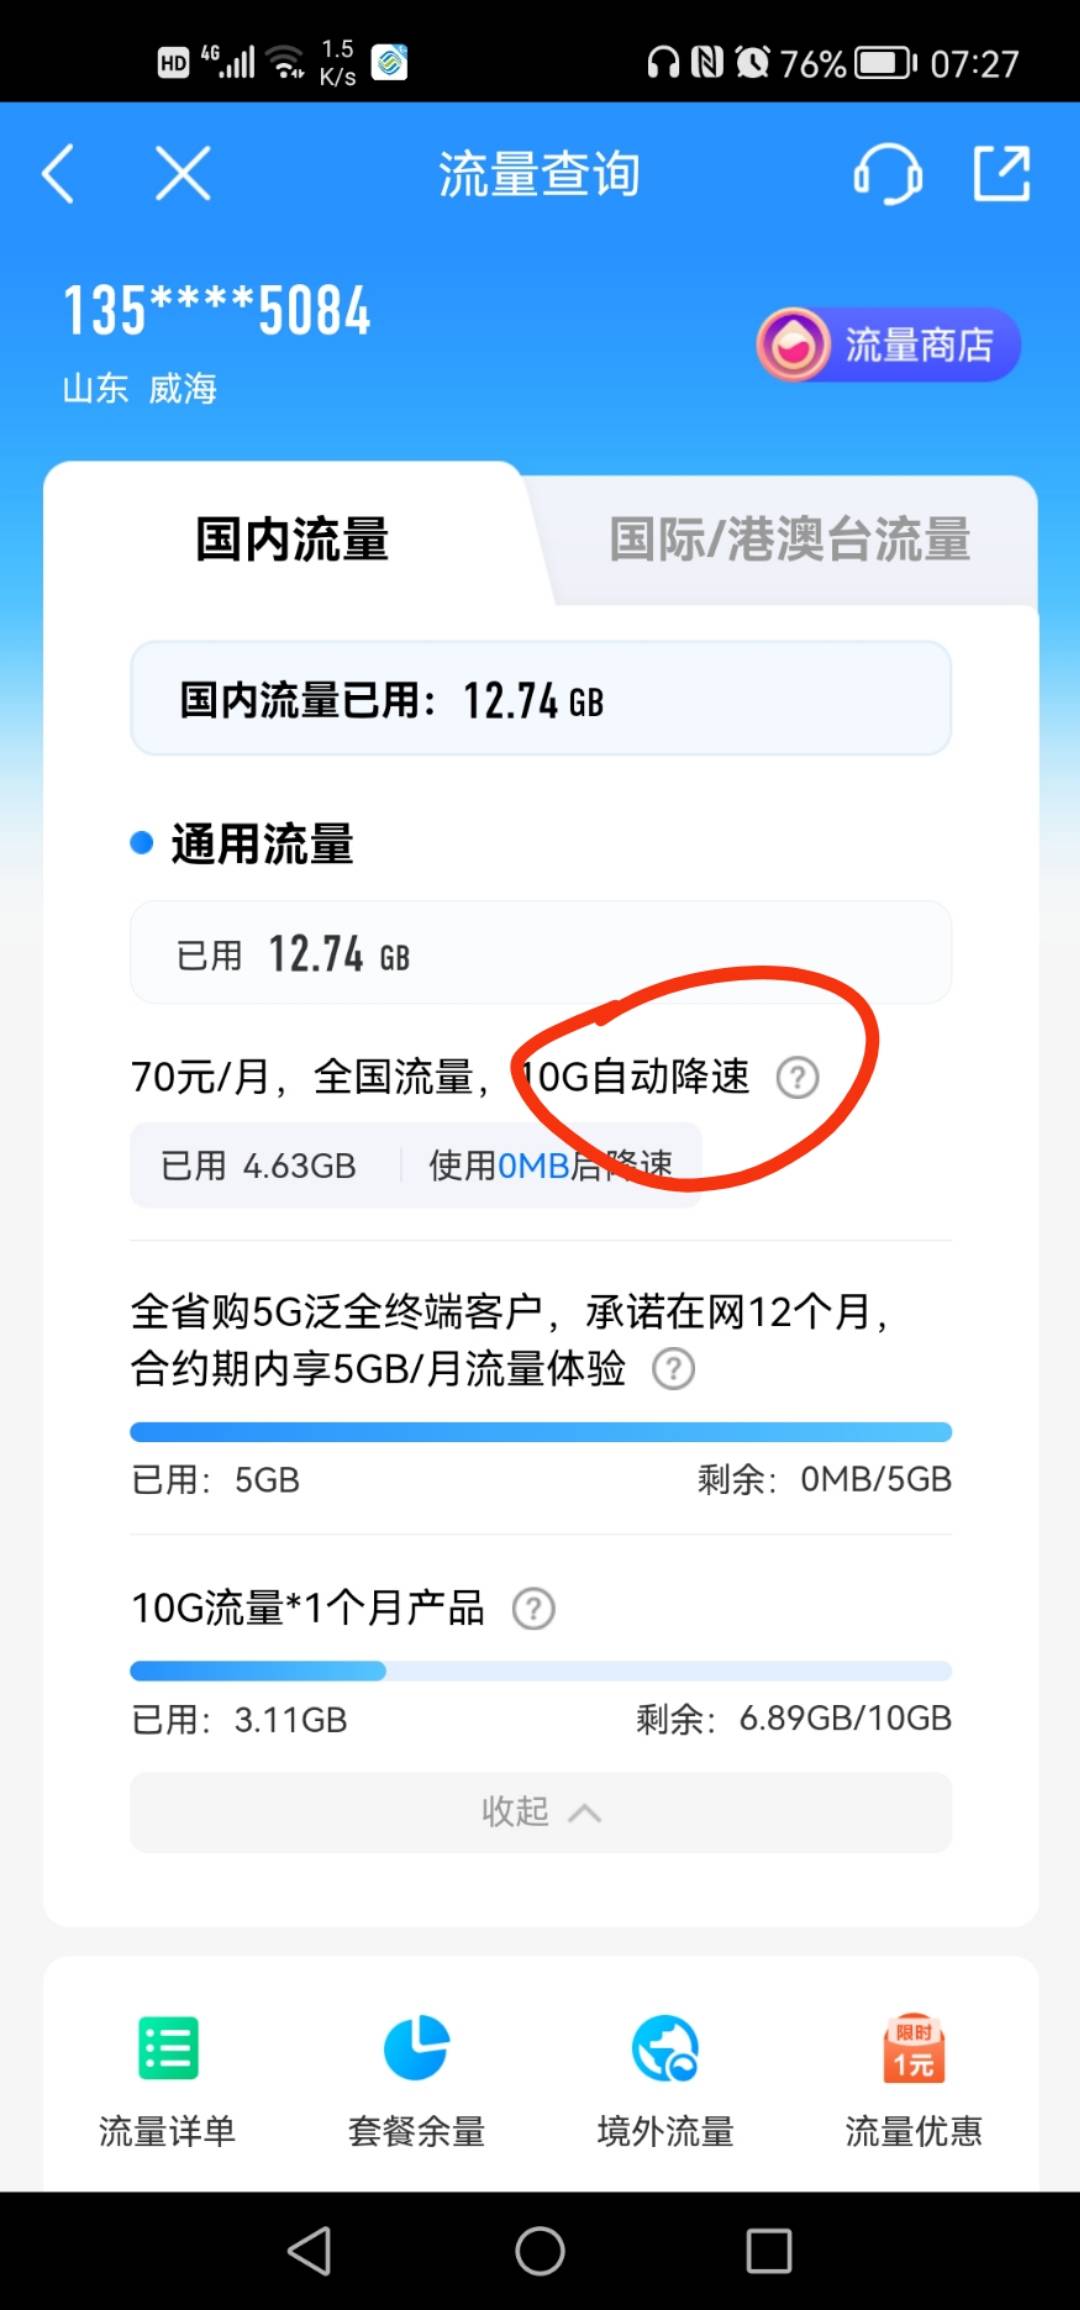 HD 4G 1.5 K/s 76% 07:27
流量查询
135****5084
山东 威海
流量商店
国内流量
国际/港澳台流量
国内流量已用：12.74 GB
通用流量
已用 12.74 GB
70元/月，全国流量，10G自动降速 ?
已用 4.63GB 使用0MB后降速
全省购5G泛全终端客户，承诺在网12个月，
合约期内享5GB/月流量体验 ?
已用：5GB 剩余：0MB/5GB
10G流量*1个月产品 ?
已用：3.11GB 剩余：6.89GB/10GB
收起
限时
1元
流量详单 套餐余量 境外流量 流量优惠